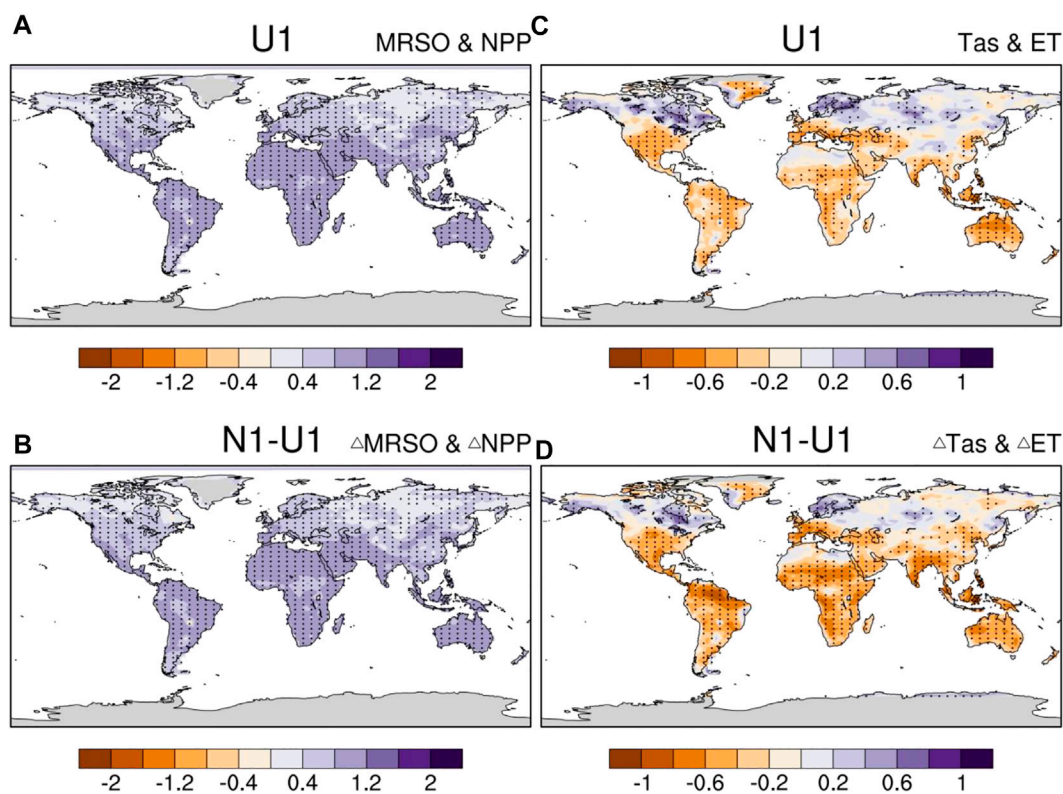 A U1 MRSO & NPP
-2 -1.2 -0.4 0.4 1.2 2
C U1 Tas & ET
-1 -0.6 -0.2 0.2 0.6 1
B N1-U1 △MRSO & △NPP
-2 -1.2 -0.4 0.4 1.2 2
D N1-U1 △Tas & △ET
-1 -0.6 -0.2 0.2 0.6 1